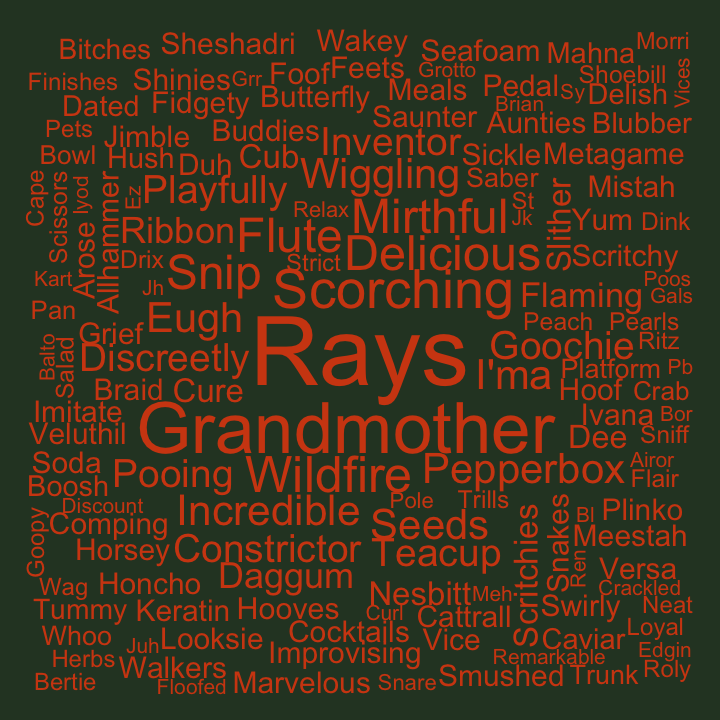 Bitches Sheshadri Wakey Seafoam Mahna Morri
Finishes Shinies Grr Foof Feets Grotto Shoebill Vices
Dated Fidgety Butterfly Meals Pedal Sy Delish
Pets Jimble Buddies Saunter Brian Aunties Blubber
Bowl Hush Duh Cub Inventor Sickle Metagame
Cape Scissors Iyod Allhammer Ez Playfully Wiggling Saber St Mistah
Arose Ribbon Flute Relax Mirthful Jk Slither Yum Dink
Drix Snip Strict Delicious Scritchy
Kart Jh Scorching Flaming Poos Gals
Pan Grief Eugh Rays Peach Pearls
Balto Salad Discreetly Goochie Ritz
Braid Cure I'ma Platform Pb
Imitate Grandmother Hoof Crab
Veluthil Ivana Bor
Dee Sniff
Soda Pooing Wildfire Pepperbox Airor
Boosh Flair
Discount Incredible Pole Trills Bl Plinko
Goopy Comping Seeds Scritchies Snakes Meestah
Horsey Constrictor Teacup Ren Versa
Wag Honcho Daggum Nesbitt Meh Crackled
Tummy Keratin Hooves Curl Cattrall Swirly Neat
Whoo Juh Looksie Cocktails Vice Caviar Loyal
Herbs Walkers Improvising Remarkable Edgin
Bertie Floofed Marvelous Snare Smushed Trunk Roly